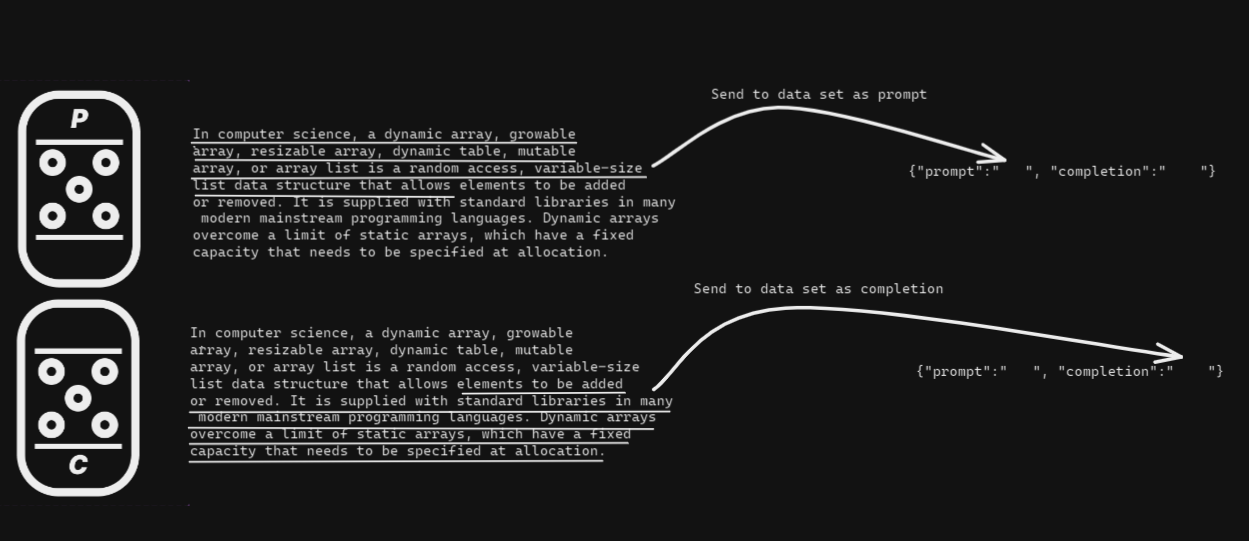 Send to data set as prompt
P
In computer science, a dynamic array, growable
array, resizable array, dynamic table, mutable
array, or array list is a random access, variable-size
list data structure that allows elements to be added
or removed. It is supplied with standard libraries in many
modern mainstream programming languages. Dynamic arrays
overcome a limit of static arrays, which have a fixed
capacity that needs to be specified at allocation.
{"prompt":"   ", "completion":"    "}
Send to data set as completion
In computer science, a dynamic array, growable
array, resizable array, dynamic table, mutable
array, or array list is a random access, variable-size
list data structure that allows elements to be added
or removed. It is supplied with standard libraries in many
modern mainstream programming languages. Dynamic arrays
overcome a limit of static arrays, which have a fixed
capacity that needs to be specified at allocation.
{"prompt":"   ", "completion":"    "}
C